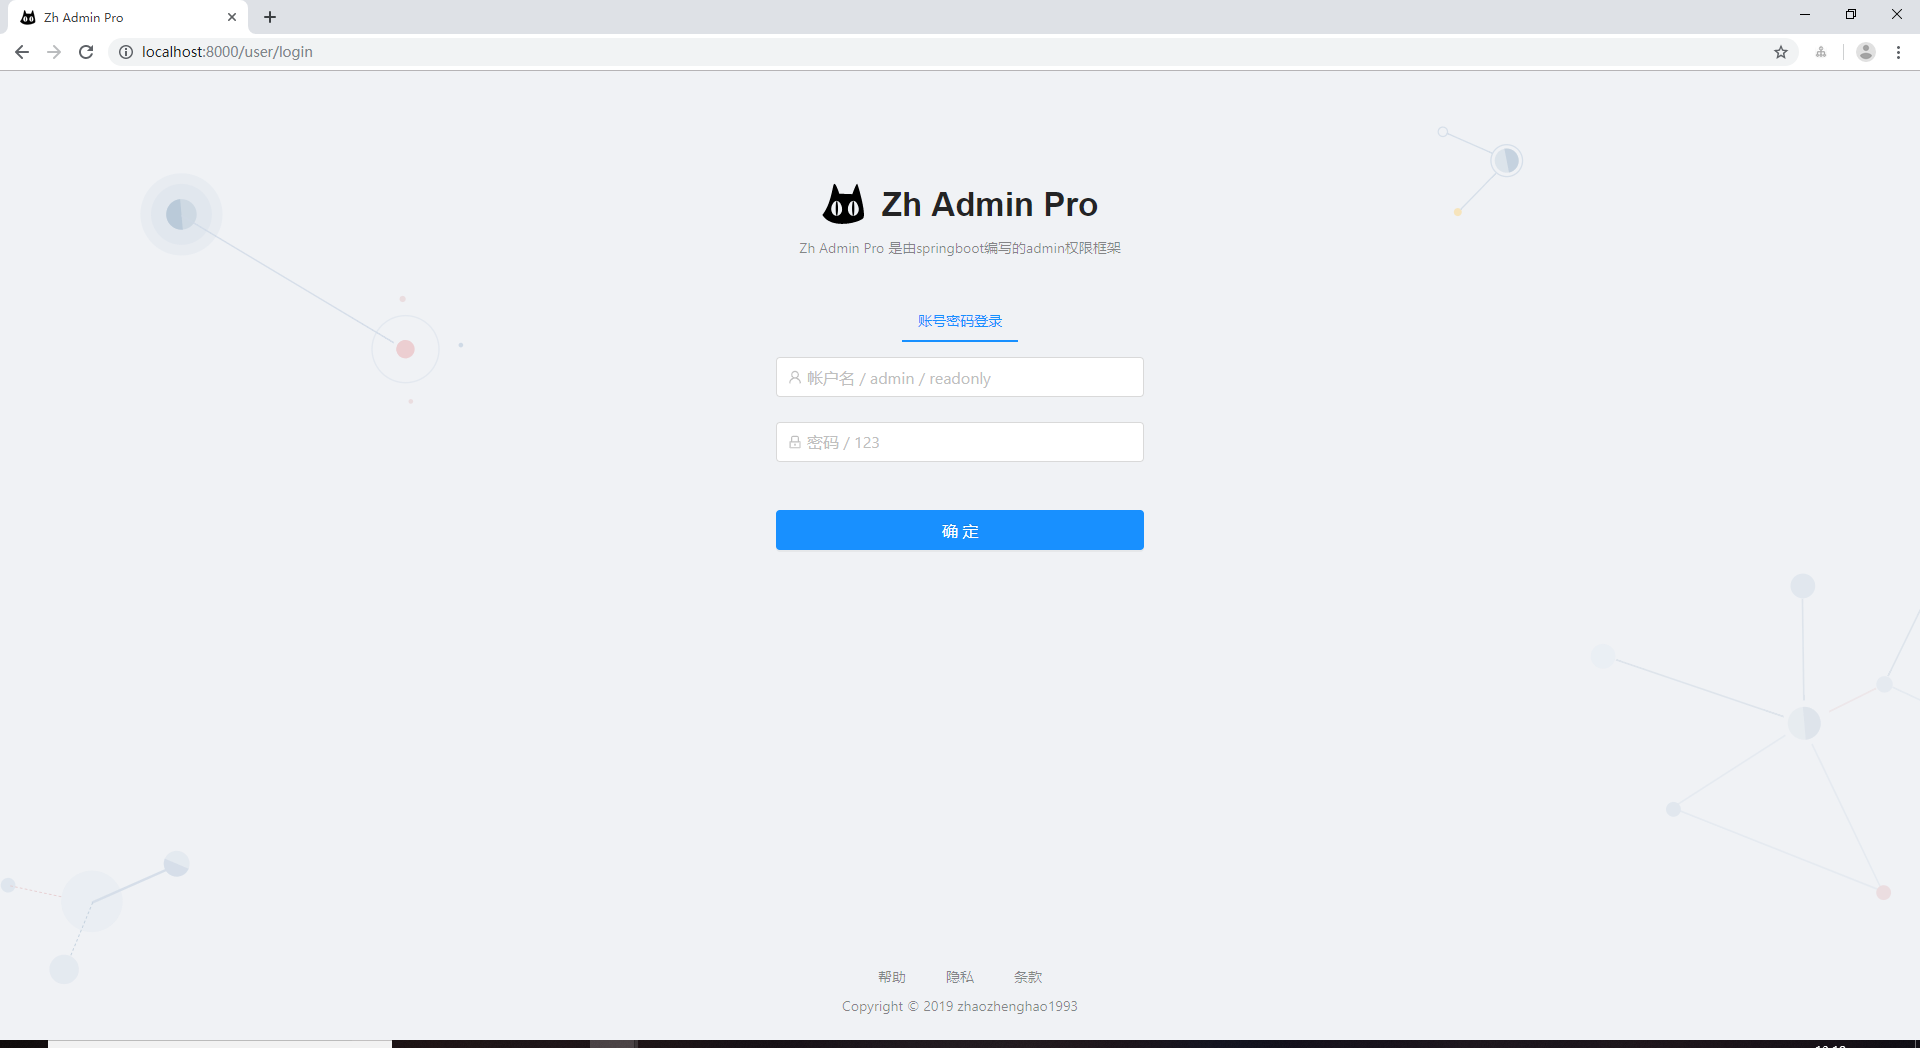 Zh Admin Pro
localhost:8000/user/login
Zh Admin Pro
Zh Admin Pro 是由springboot编写的admin权限框架
账号密码登录
帐户名 / admin / readonly
密码 / 123
确 定
帮助 隐私 条款
Copyright © 2019 zhaozhenghao1993